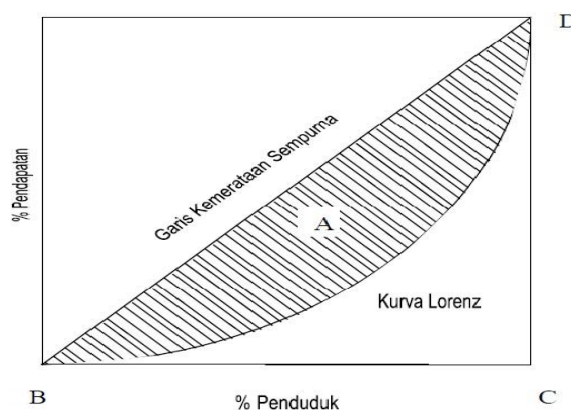 D
% Pendapatan
Garis Kemerataan Sempurna
A
Kurva Lorenz
B
% Penduduk
C